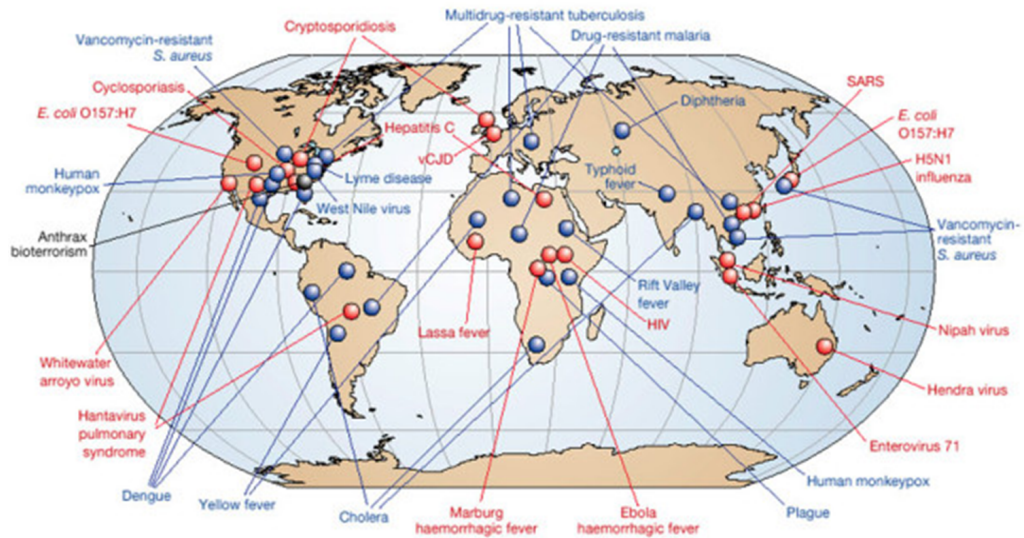 Multidrug-resistant tuberculosis
Cryptosporidiosis
Drug-resistant malaria
Vancomycin-resistant
S. aureus
SARS
Cyclosporiasis
Diphtheria
E. coli O157:H7
E. coli
O157:H7
Hepatitis C
vCJD
H5N1
influenza
Human
monkeypox
Lyme disease
Typhoid
fever
West Nile virus
Anthrax
bioterrorism
Vancomycin-
resistant
S. aureus
Rift Valley
fever
HIV
Lassa fever
Nipah virus
Whitewater
arroyo virus
Hendra virus
Hantavirus
pulmonary
syndrome
Enterovirus 71
Human monkeypox
Dengue
Yellow fever
Cholera
Marburg
haemorrhagic fever
Ebola
haemorrhagic fever
Plague